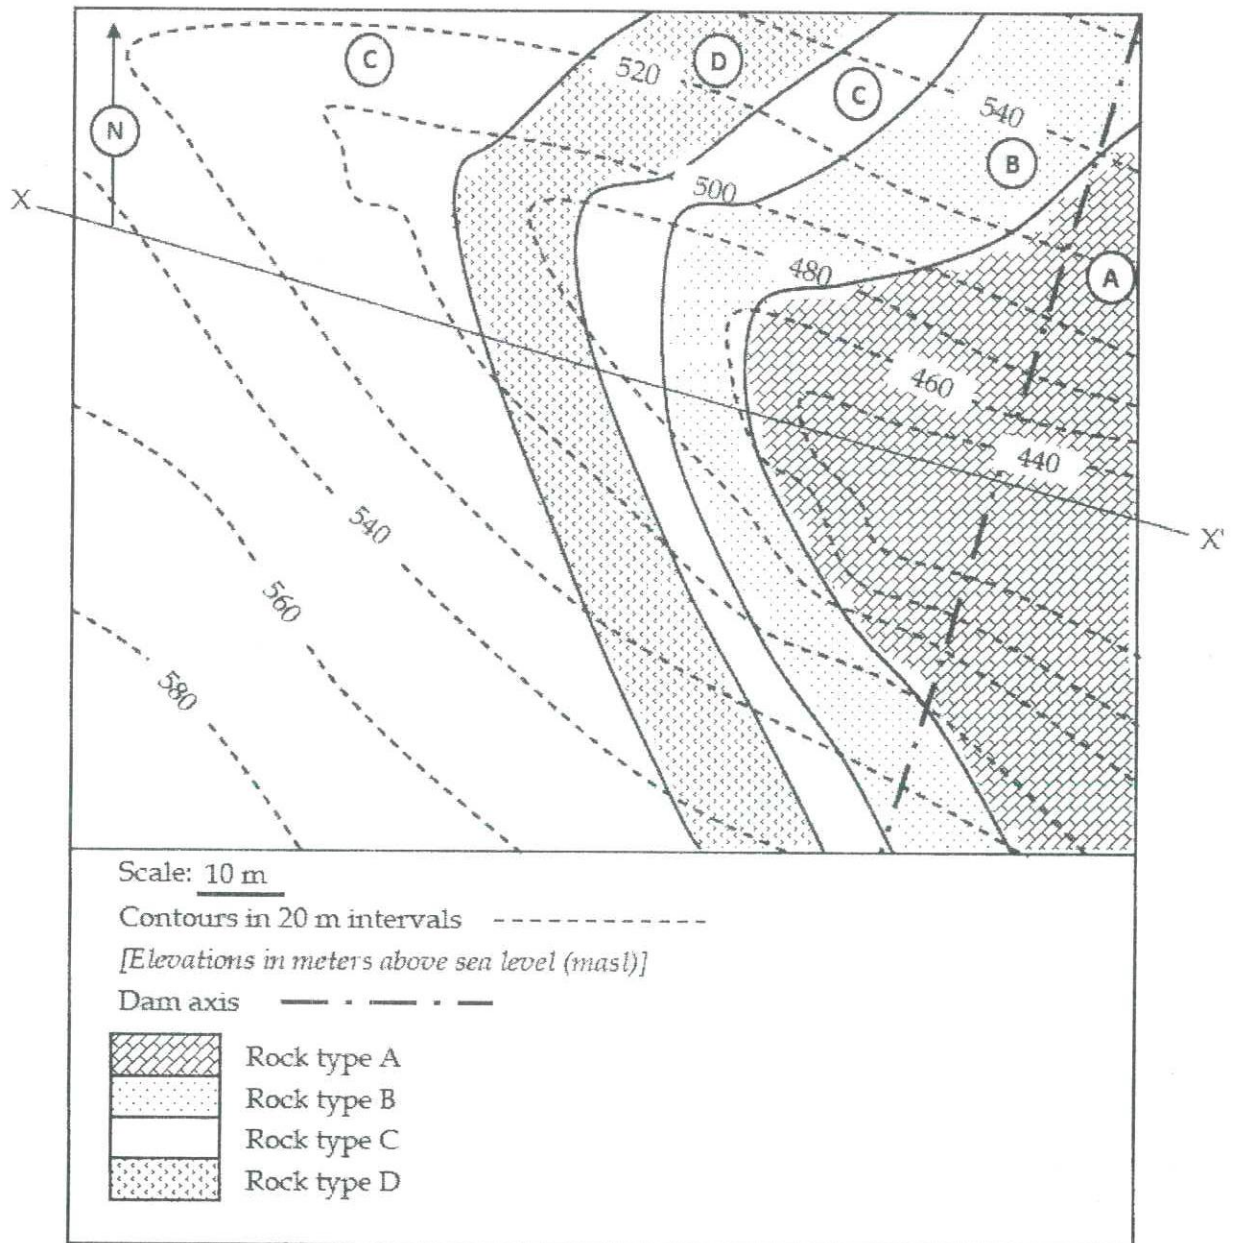 C
D
520
C
540
N
B
X
500
480
A
460
440
X'
540
560
580
Scale: 10 m
Contours in 20 m intervals
[Elevations in meters above sea level (masl)]
Dam axis
Rock type A
Rock type B
Rock type C
Rock type D